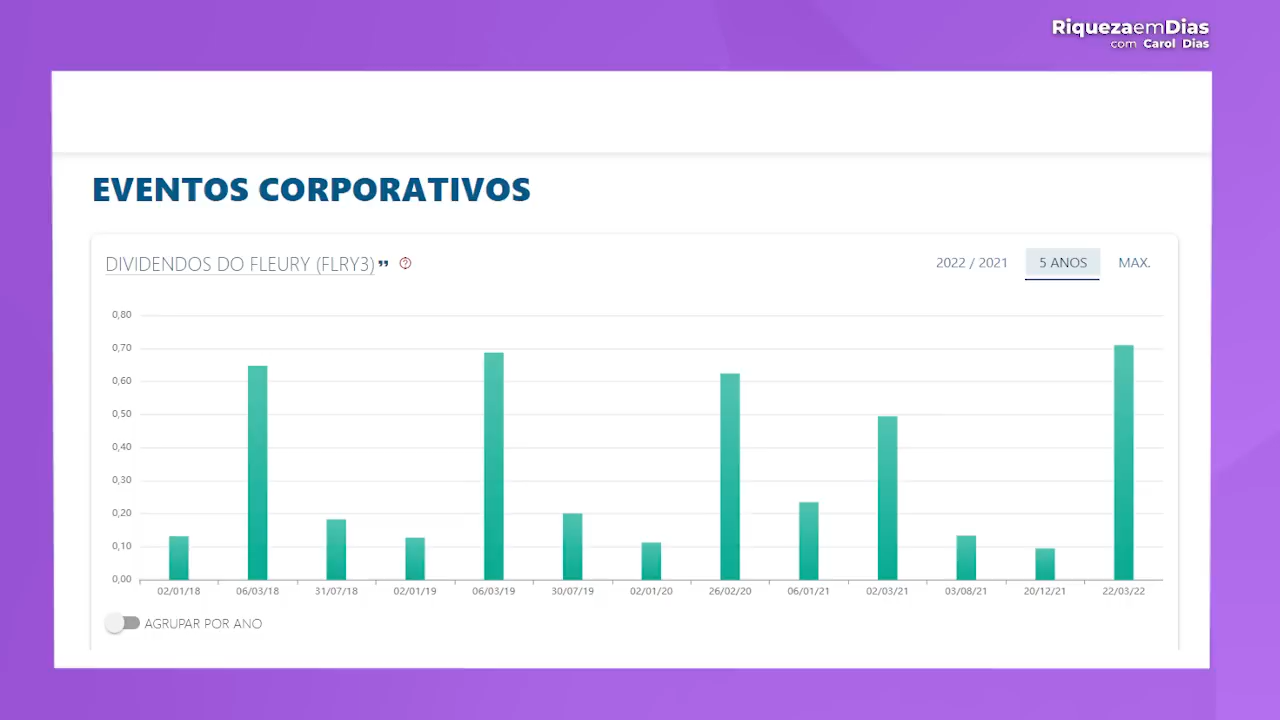 RiquezaemDias
com Carol Dias
EVENTOS CORPORATIVOS
DIVIDENDOS DO FLEURY (FLRY3) ” ?
2022 / 2021 5 ANOS MAX.
0,80
0,70
0,60
0,50
0,40
0,30
0,20
0,10
0,00
02/01/18 06/03/18 31/07/18 02/01/19 06/03/19 30/07/19 02/01/20 26/02/20 06/01/21 02/03/21 03/08/21 20/12/21 22/03/22
AGRUPAR POR ANO